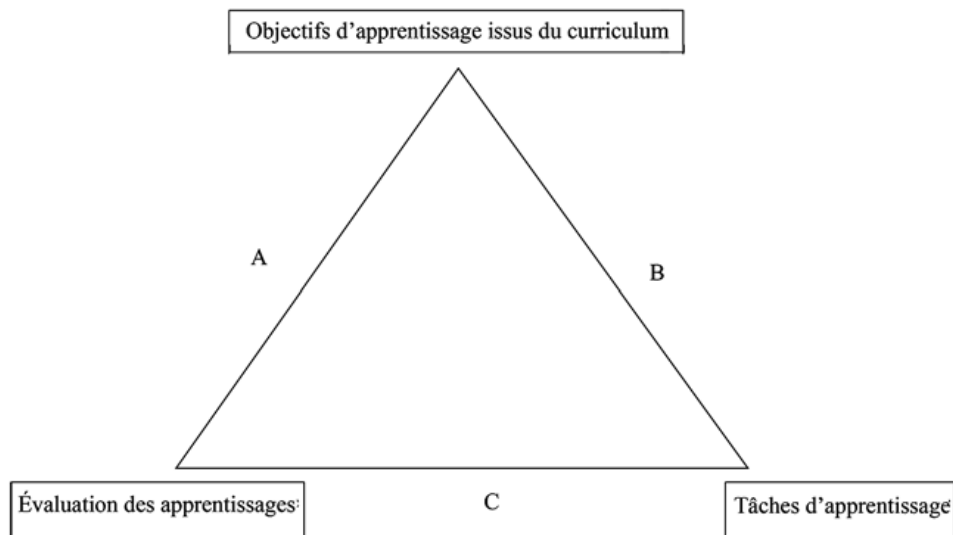 Objectifs d’apprentissage issus du curriculum
A
B
Évaluation des apprentissages
C
Tâches d’apprentissage